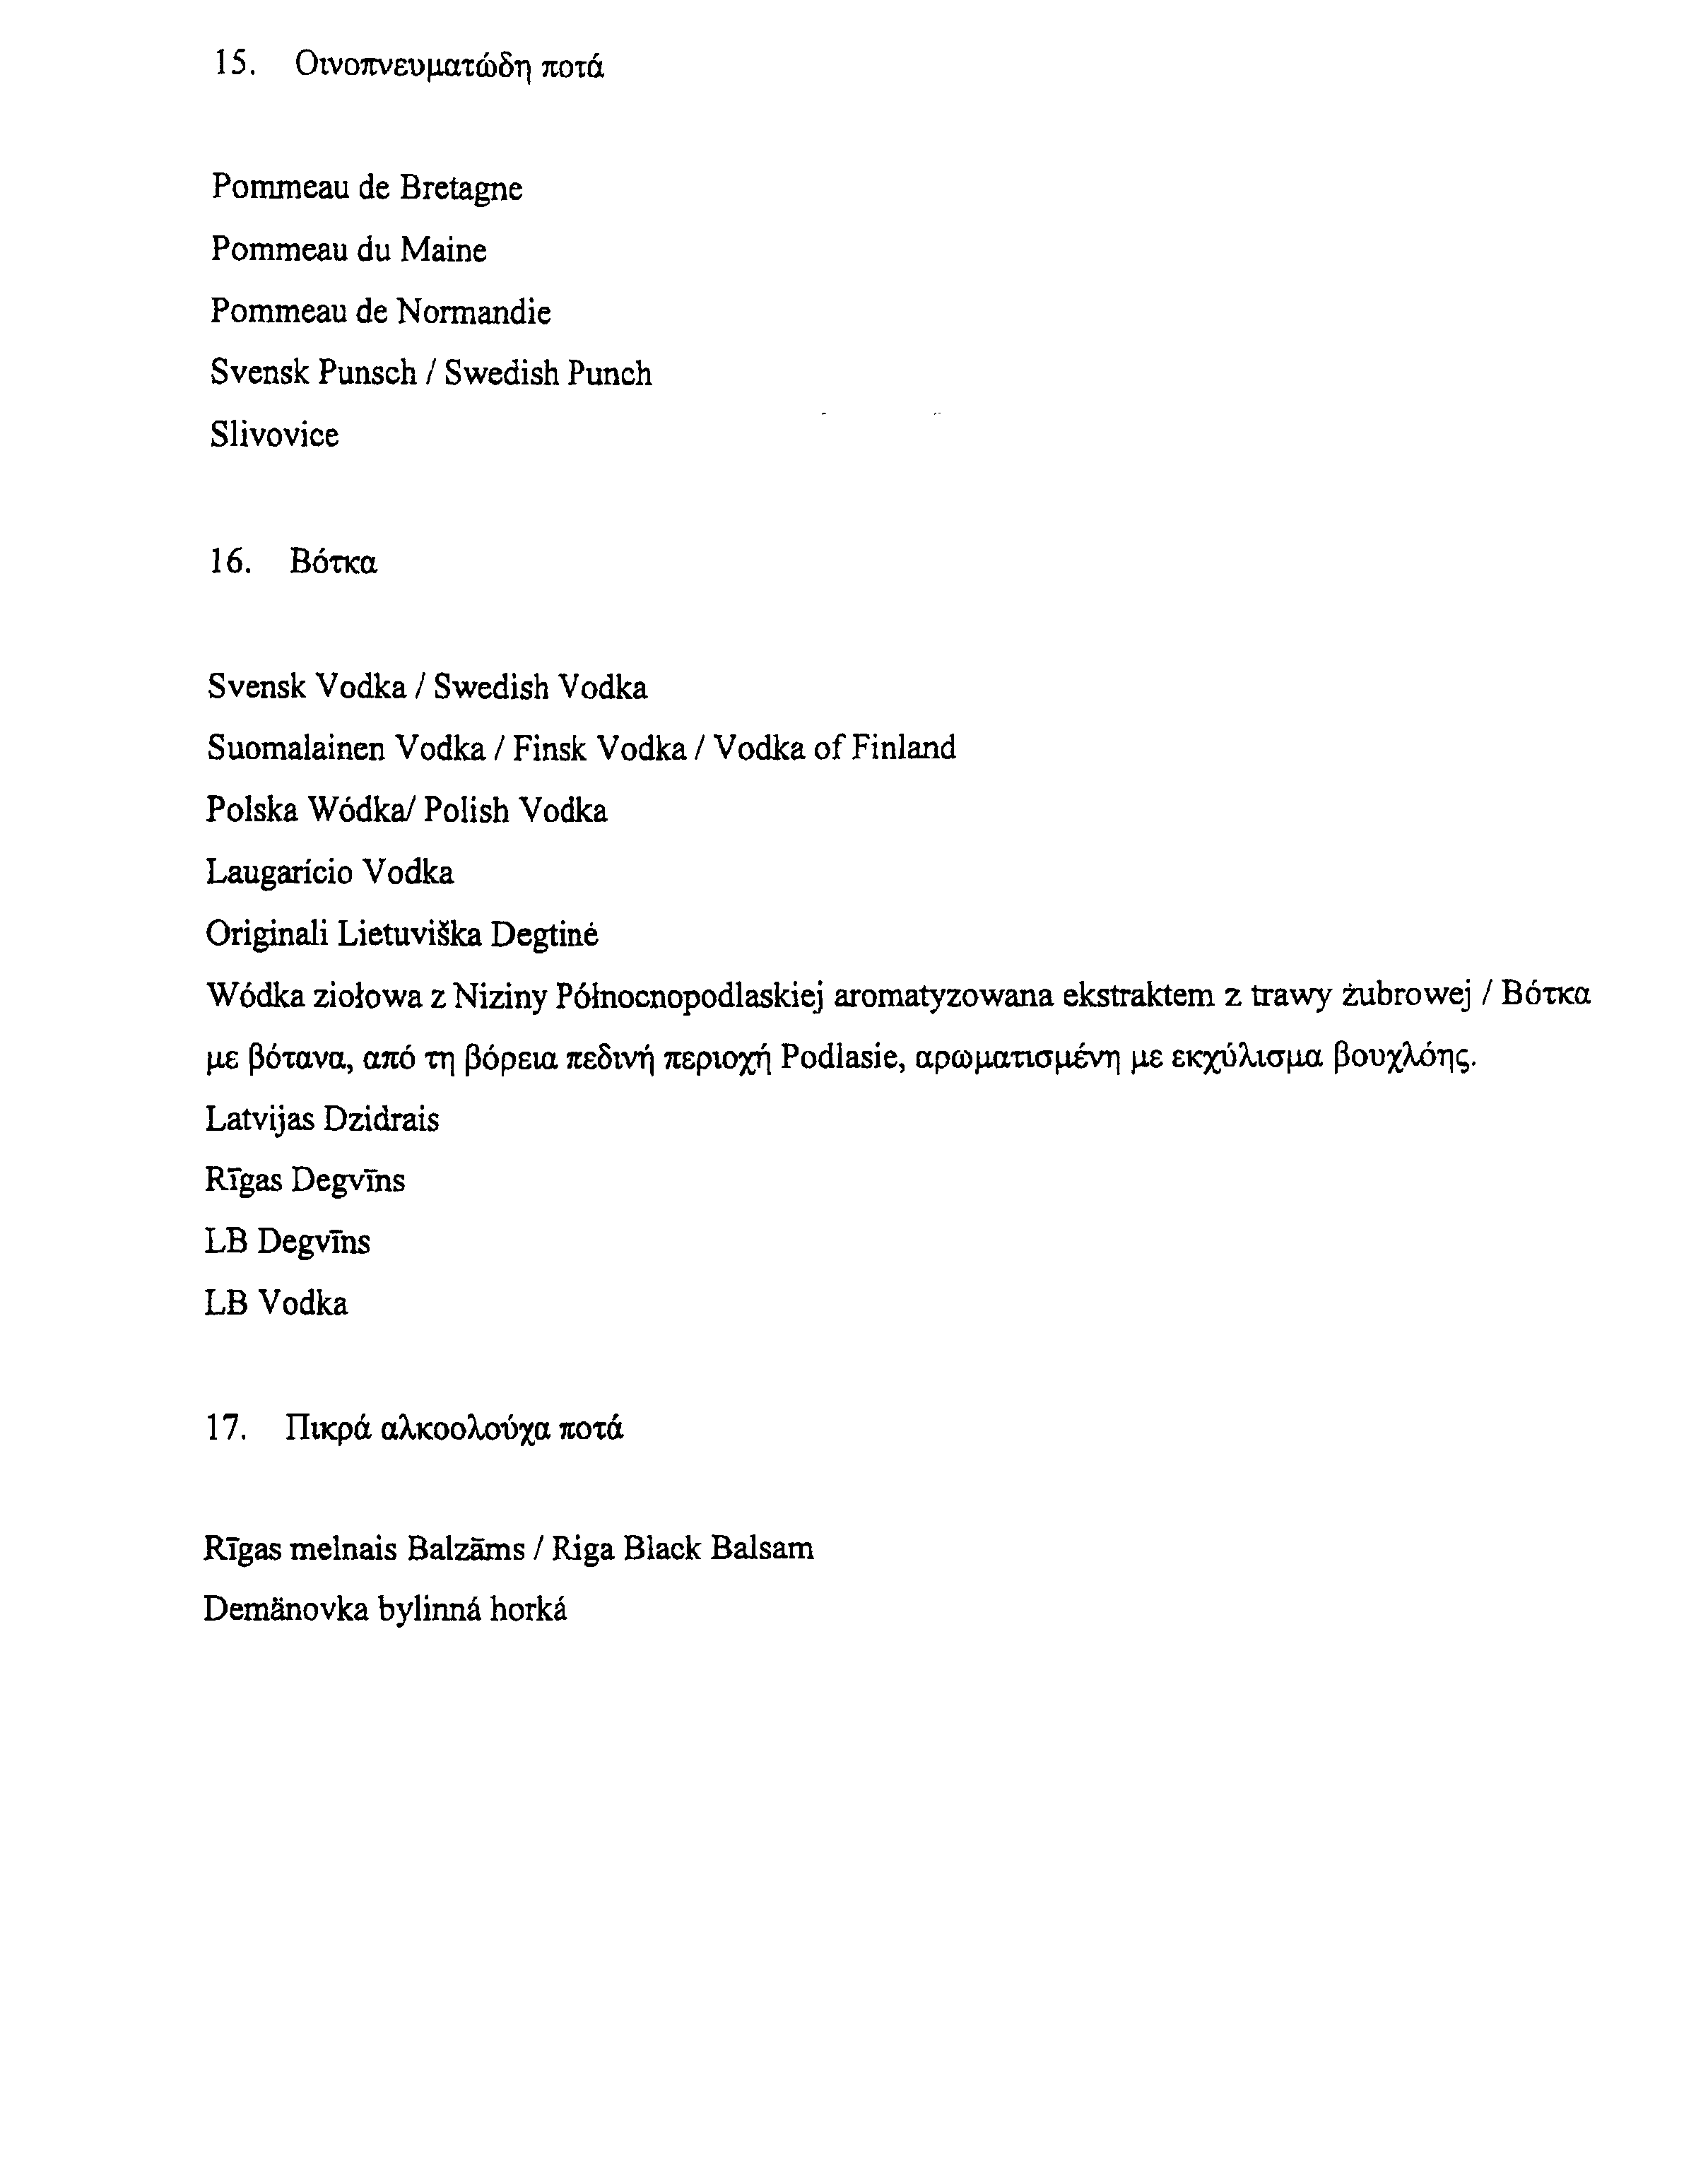 15. Οινοπνευματώδη ποτά
Pommeau de Bretagne
Pommeau du Maine
Pommeau de Normandie
Svensk Punsch / Swedish Punch
Slivovice
16. Βότκα
Svensk Vodka / Swedish Vodka
Suomalainen Vodka / Finsk Vodka / Vodka of Finland
Polska Wódka/ Polish Vodka
Laugarício Vodka
Originali Lietuviška Degtinė
Wódka ziołowa z Niziny Północnopodlaskiej aromatyzowana ekstraktem z trawy żubrowej / Βότκα
με βότανα, από τη βόρεια πεδινή περιοχή Podlasie, αρωματισμένη με εκχύλισμα βουχλόης.
Latvijas Dzidrais
Rīgas Degvīns
LB Degvīns
LB Vodka
17. Πικρά αλκοολούχα ποτά
Rīgas melnais Balzāms / Riga Black Balsam
Demänovka bylinná horká